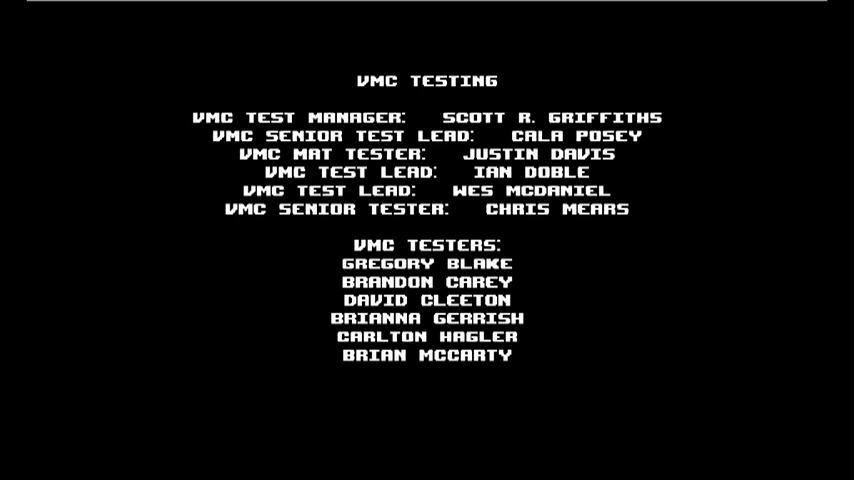 VMC TESTING
VMC TEST MANAGER: SCOTT R. GRIFFITHS
VMC SENIOR TEST LEAD: CALA POSEY
VMC MAT TESTER: JUSTIN DAVIS
VMC TEST LEAD: IAN DOBLE
VMC TEST LEAD: WES MCDANIEL
VMC SENIOR TESTER: CHRIS MEARS
VMC TESTERS:
GREGORY BLAKE
BRANDON CAREY
DAVID CLEETON
BRIANNA GERRISH
CARLTON HAGLER
BRIAN MCCARTY